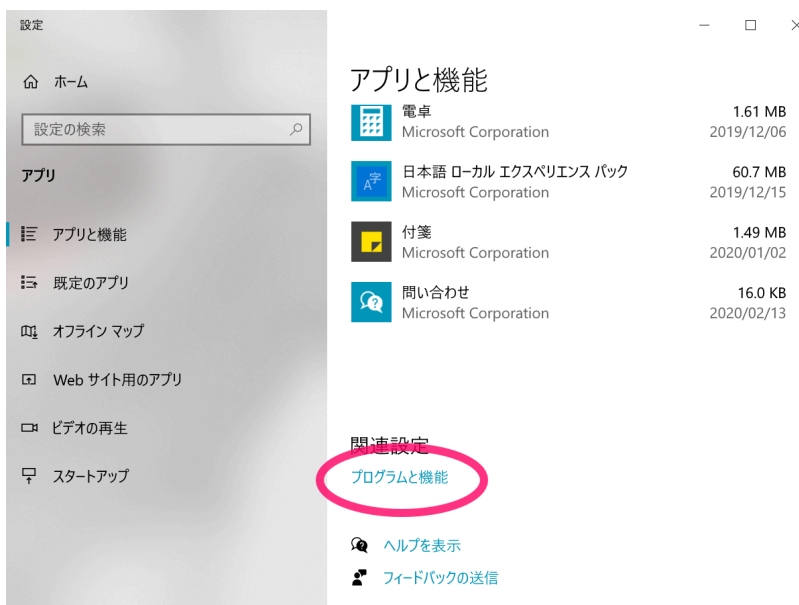 設定
ホーム
設定の検索
アプリ
アプリと機能
既定のアプリ
オフライン マップ
Web サイト用のアプリ
ビデオの再生
スタートアップ
アプリと機能
電卓 1.61 MB
Microsoft Corporation 2019/12/06
日本語 ローカル エクスペリエンス パック 60.7 MB
Microsoft Corporation 2019/12/15
付箋 1.49 MB
Microsoft Corporation 2020/01/02
問い合わせ 16.0 KB
Microsoft Corporation 2020/02/13
関連設定
プログラムと機能
ヘルプを表示
フィードバックの送信